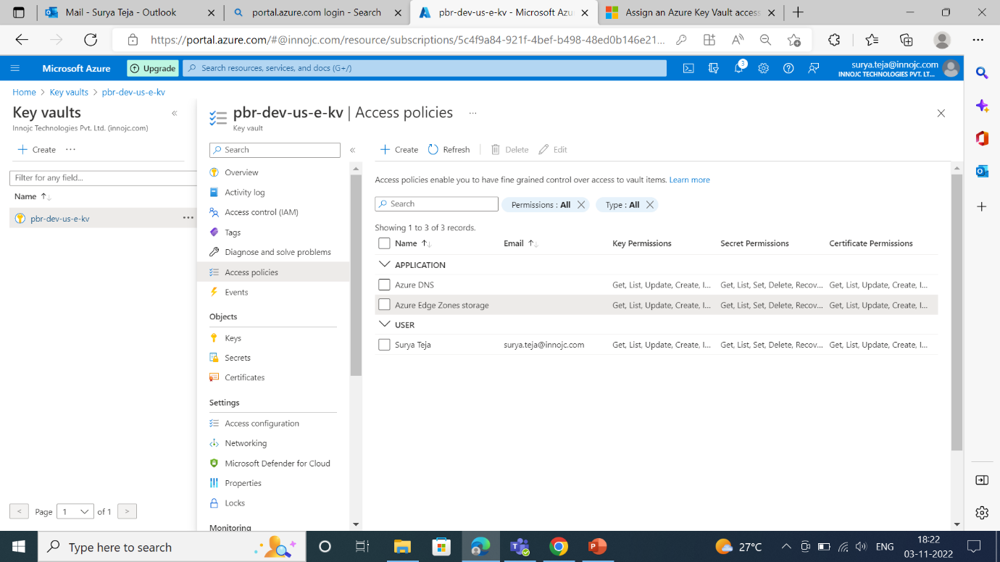 Mail - Surya Teja - Outlook
portal.azure.com login - Search
pbr-dev-us-e-kv - Microsoft Azu
Assign an Azure Key Vault access
https://portal.azure.com/#@innojc.com/resource/subscriptions/5c4f9a84-921f-4bef-b498-48ed0b146e21...
Microsoft Azure
Upgrade
Search resources, services, and docs (G+/)
3
surya.teja@innojc.com
INNOJC TECHNOLOGIES PVT. LT...
Home > Key vaults > pbr-dev-us-e-kv
Key vaults
Innojc Technologies Pvt. Ltd. (innojc.com)
+ Create ...
Filter for any field...
Name ↑↓
pbr-dev-us-e-kv ...
< Page 1 of 1 >
pbr-dev-us-e-kv | Access policies ...
Key vault
Search
Overview
Activity log
Access control (IAM)
Tags
Diagnose and solve problems
Access policies
Events
Objects
Keys
Secrets
Certificates
Settings
Access configuration
Networking
Microsoft Defender for Cloud
Properties
Locks
Monitoring
+ Create Refresh Delete Edit
Access policies enable you to have fine grained control over access to vault items. Learn more
Search Permissions : All Type : All
Showing 1 to 3 of 3 records.
Name ↑↓ Email ↑↓ Key Permissions Secret Permissions Certificate Permissions
APPLICATION
Azure DNS Get, List, Update, Create, I... Get, List, Set, Delete, Recov... Get, List, Update, Create, I...
Azure Edge Zones storage Get, List, Update, Create, I... Get, List, Set, Delete, Recov... Get, List, Update, Create, I...
USER
Surya Teja surya.teja@innojc.com Get, List, Update, Create, I... Get, List, Set, Delete, Recov... Get, List, Update, Create, I...
Type here to search
27°C
ENG
18:22
03-11-2022